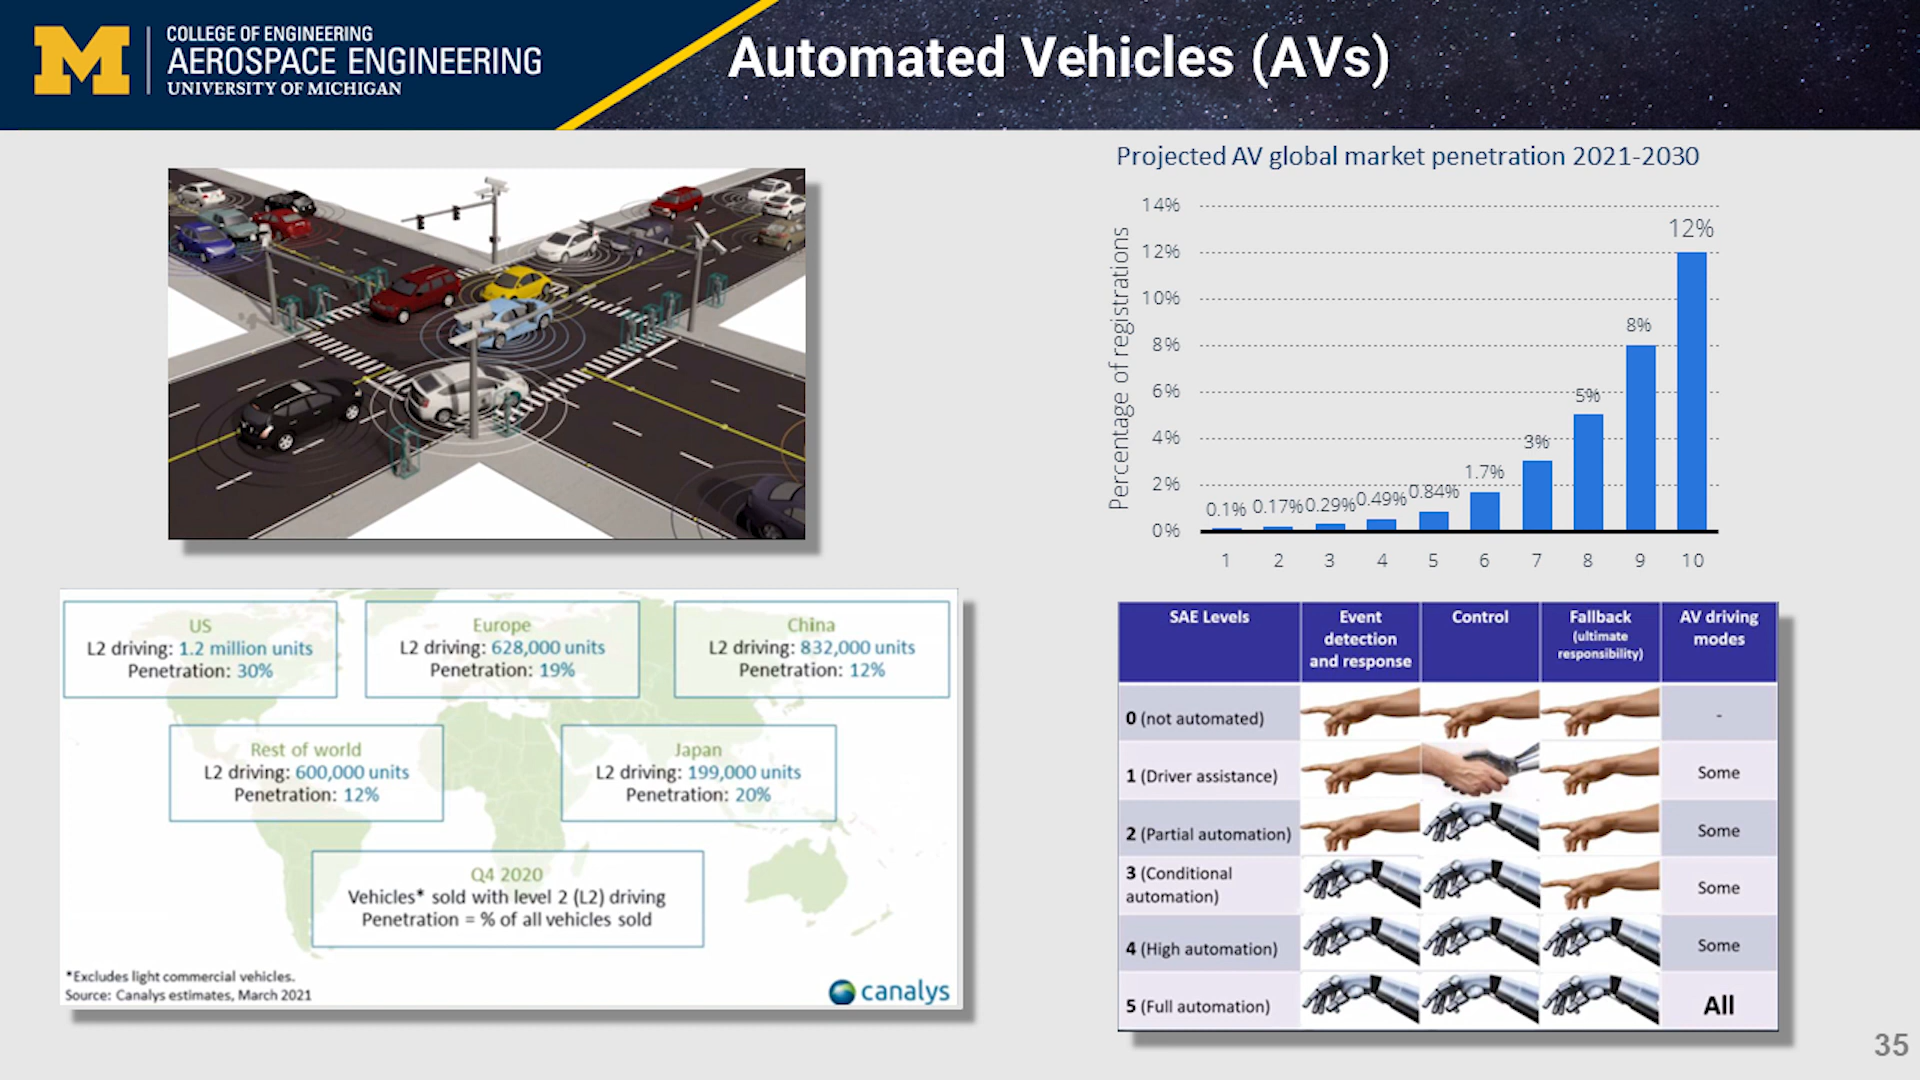 COLLEGE OF ENGINEERING
AEROSPACE ENGINEERING
UNIVERSITY OF MICHIGAN
Automated Vehicles (AVs)
Projected AV global market penetration 2021-2030
Percentage of registrations
14%
12%
10%
8%
6%
4%
2%
0%
0.1%
0.17%
0.29%
0.49%
0.84%
1.7%
3%
5%
8%
12%
1 2 3 4 5 6 7 8 9 10
US
L2 driving: 1.2 million units
Penetration: 30%
Europe
L2 driving: 628,000 units
Penetration: 19%
China
L2 driving: 832,000 units
Penetration: 12%
Rest of world
L2 driving: 600,000 units
Penetration: 12%
Japan
L2 driving: 199,000 units
Penetration: 20%
Q4 2020
Vehicles* sold with level 2 (L2) driving
Penetration = % of all vehicles sold
*Excludes light commercial vehicles.
Source: Canalys estimates, March 2021
canalys
SAE Levels
Event
detection
and response
Control
Fallback
(ultimate
responsibility)
AV driving
modes
0 (not automated)
-
1 (Driver assistance)
Some
2 (Partial automation)
Some
3 (Conditional
automation)
Some
4 (High automation)
Some
5 (Full automation)
All
35